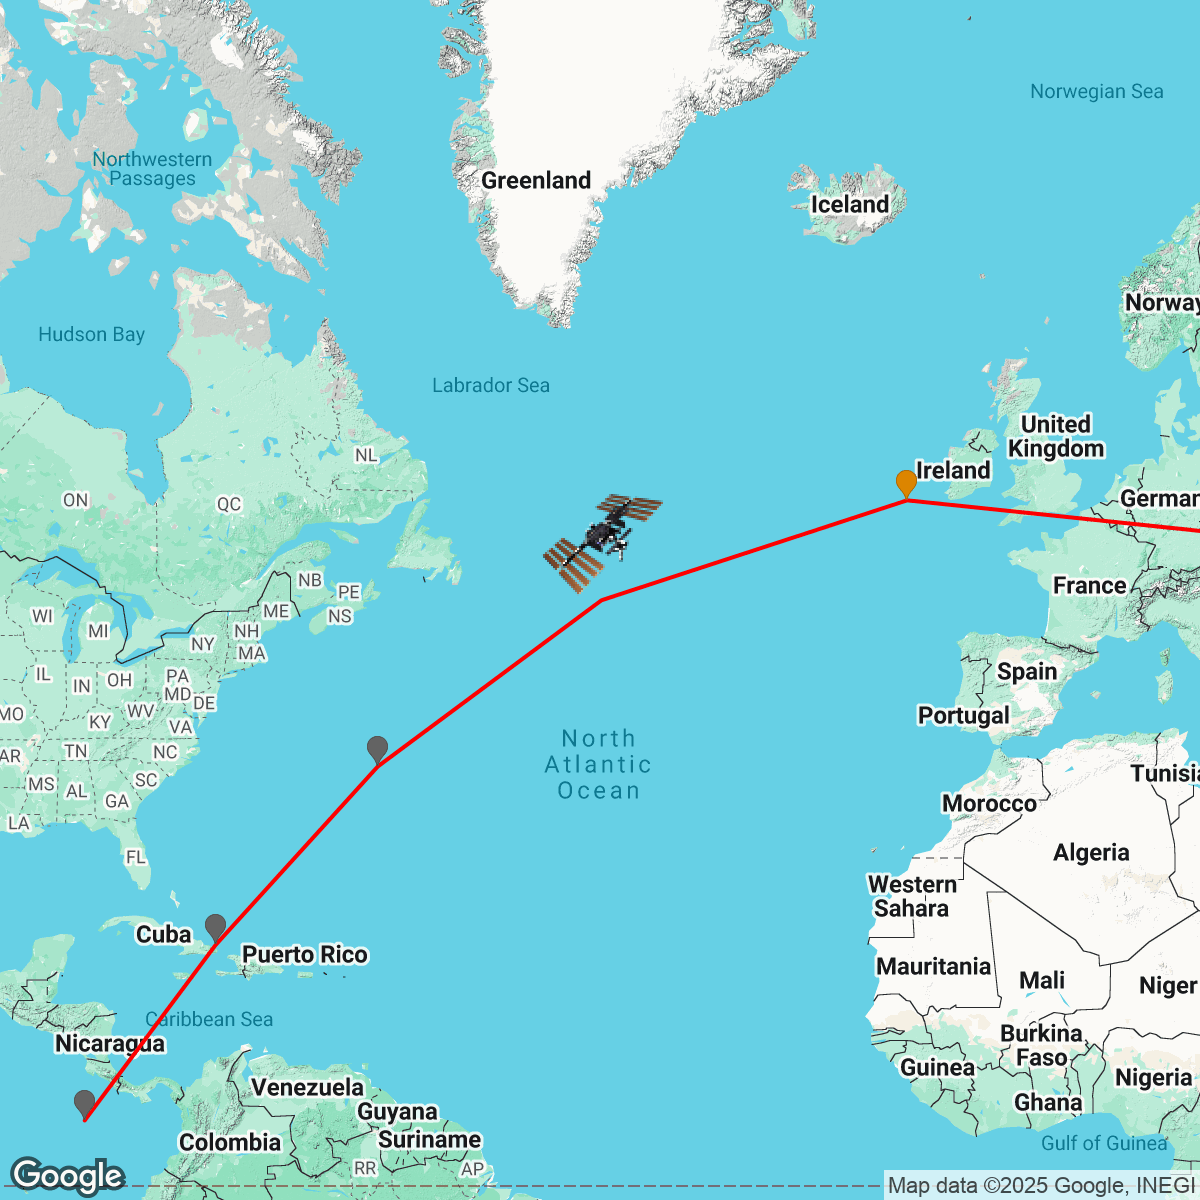 Norwegian Sea
Northwestern
Passages
Greenland
Iceland
Norway
Hudson Bay
Labrador Sea
United
Kingdom
NL
Ireland
ON
QC
German
NB
PE
France
ME
NS
WI
MI
NH
NY
MA
IL
IN
OH
PA
MD
DE
Spain
WV
MO
KY
VA
Portugal
North
Atlantic
Ocean
TN
NC
AR
SC
MS
AL
GA
Tunisia
LA
Morocco
FL
Algeria
Western
Sahara
Cuba
Puerto Rico
Mauritania
Mali
Niger
Caribbean Sea
Nicaragua
Burkina
Faso
Guinea
Nigeria
Venezuela
Guyana
Ghana
Colombia
Suriname
Gulf of Guinea
RR
AP
Google
Map data ©2025 Google, INEGI